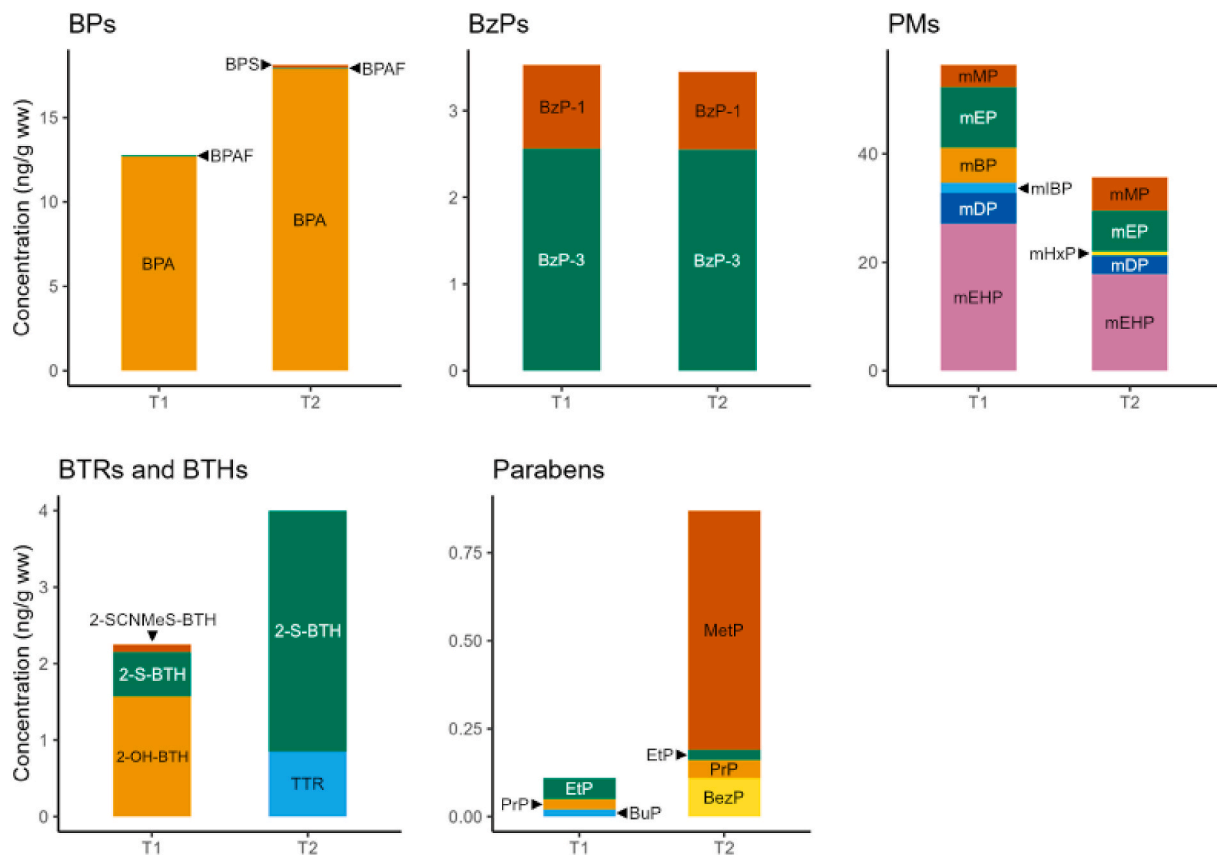 BPs
BzPs
PMs
Concentration (ng/g ww)
15
10
5
0
BPS
BPAF
BPAF
BPA
BPA
T1
T2
3
2
1
0
BzP-1
BzP-1
BzP-3
BzP-3
T1
T2
40
20
0
mMP
mEP
mBP
mIBP
mDP
mEHP
mMP
mEP
mHxP
mDP
mEHP
T1
T2
BTRs and BTHs
Parabens
Concentration (ng/g ww)
4
3
2
1
0
2-SCNMeS-BTH
2-S-BTH
2-OH-BTH
2-S-BTH
TTR
T1
T2
0.75
0.50
0.25
0.00
EtP
PrP
BuP
MetP
EtP
PrP
BezP
T1
T2